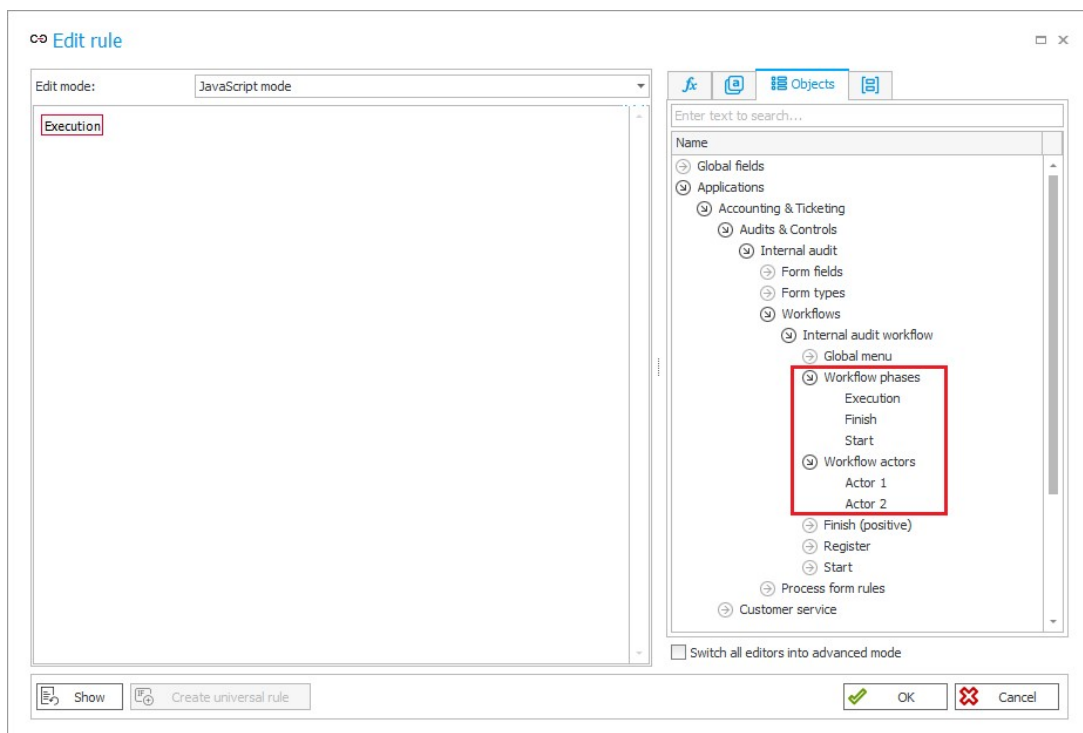 Edit rule
Edit mode:
JavaScript mode
Execution
fx
a
Objects
Enter text to search...
Name
Global fields
Applications
Accounting & Ticketing
Audits & Controls
Internal audit
Form fields
Form types
Workflows
Internal audit workflow
Global menu
Workflow phases
Execution
Finish
Start
Workflow actors
Actor 1
Actor 2
Finish (positive)
Register
Start
Process form rules
Customer service
Switch all editors into advanced mode
Show
IF
Create universal rule
OK
Cancel